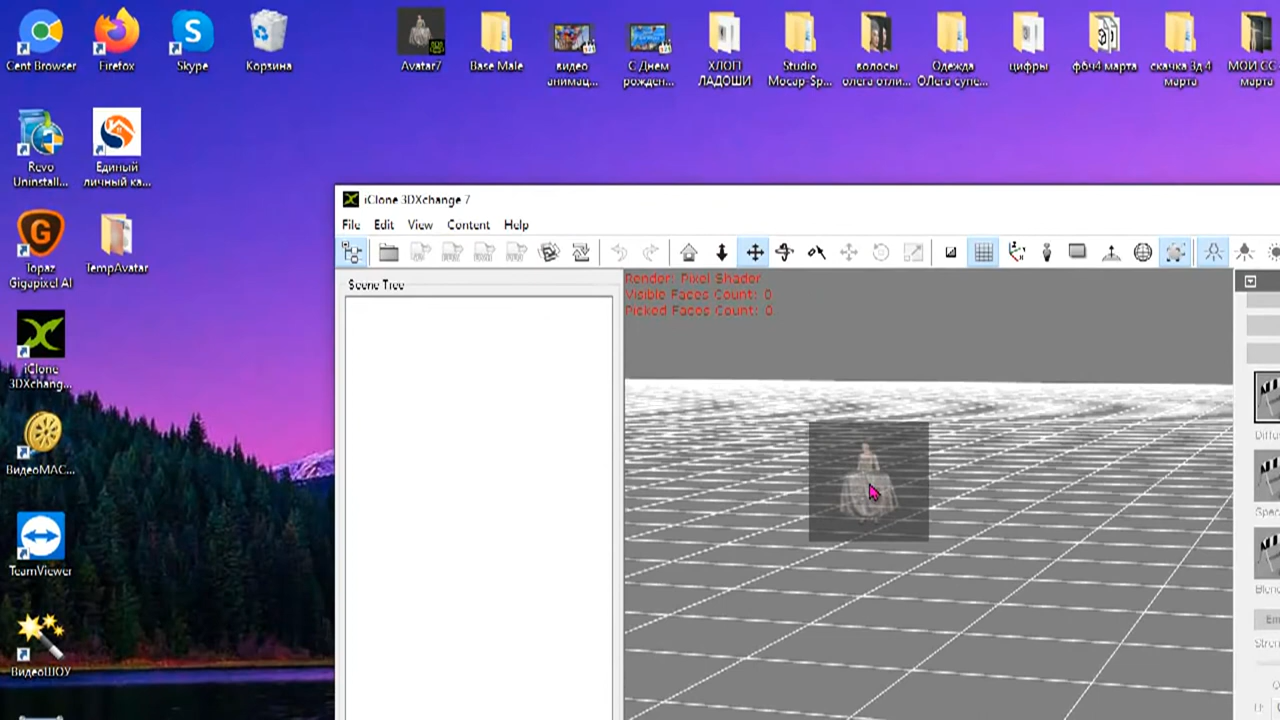 Cent Browser
Firefox
Skype
Корзина
Avatar7
Base Male
видео
анимац...
С Днем
рожден...
ХЛОП
ЛАДОШИ
Studio
Mocap-Sp...
волосы
олега отли...
Одежда
ОЛега супе...
цифры
ф6ч4 марта
скачка 3д 4
марта
МОИ СС
марта
Revo
Uninstall...
Единый
личный ка...
Topaz
Gigapixel AI
TempAvatar
iClone
3DXchang...
ВидеоМАС...
TeamViewer
ВидеоШОУ
iClone 3DXchange 7
File Edit View Content Help
Scene Tree
Render: Pixel Shader
Visible Faces Count: 0
Picked Faces Count: 0
Diffu
Spec
Blend
Em
Stren